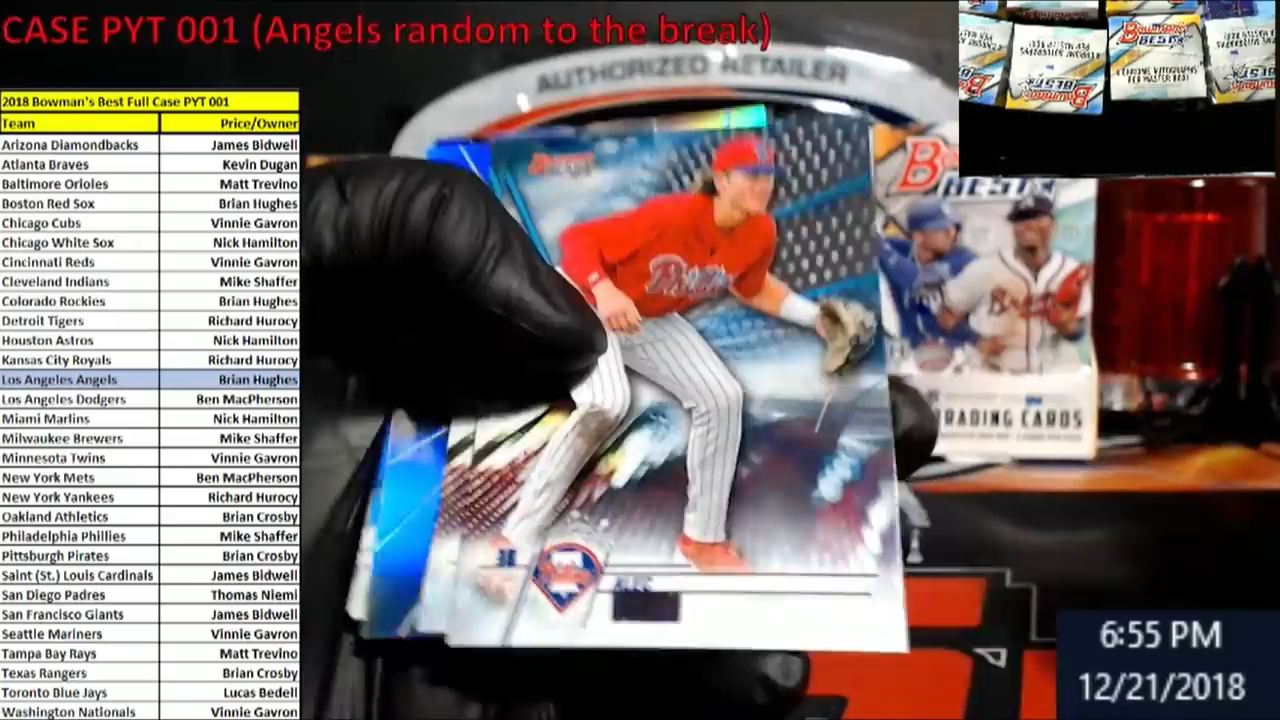 CASE PYT 001 (Angels random to the break)
2018 Bowman's Best Full Case PYT 001
Team Price/Owner
Arizona Diamondbacks James Bidwell
Atlanta Braves Kevin Dugan
Baltimore Orioles Matt Trevino
Boston Red Sox Brian Hughes
Chicago Cubs Vinnie Gavron
Chicago White Sox Nick Hamilton
Cincinnati Reds Vinnie Gavron
Cleveland Indians Mike Shaffer
Colorado Rockies Brian Hughes
Detroit Tigers Richard Hurocy
Houston Astros Nick Hamilton
Kansas City Royals Richard Hurocy
Los Angeles Angels Brian Hughes
Los Angeles Dodgers Ben MacPherson
Miami Marlins Nick Hamilton
Milwaukee Brewers Mike Shaffer
Minnesota Twins Vinnie Gavron
New York Mets Ben MacPherson
New York Yankees Richard Hurocy
Oakland Athletics Brian Crosby
Philadelphia Phillies Mike Shaffer
Pittsburgh Pirates Brian Crosby
Saint (St.) Louis Cardinals James Bidwell
San Diego Padres Thomas Niemi
San Francisco Giants James Bidwell
Seattle Mariners Vinnie Gavron
Tampa Bay Rays Matt Trevino
Texas Rangers Brian Crosby
Toronto Blue Jays Lucas Bedell
Washington Nationals Vinnie Gavron
AUTHORIZED RETAILER
Bowman's
BEST
BEST
RADING CARDS
6:55 PM
12/21/2018